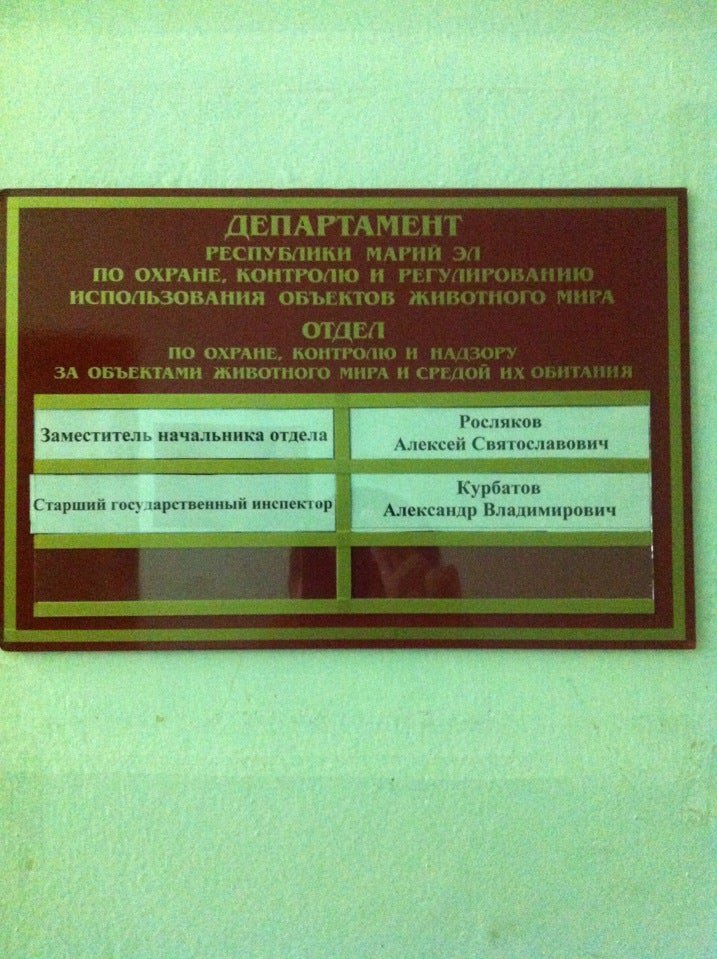 ДЕПАРТАМЕНТ
РЕСПУБЛИКИ МАРИЙ ЭЛ
ПО ОХРАНЕ, КОНТРОЛЮ И РЕГУЛИРОВАНИЮ
ИСПОЛЬЗОВАНИЯ ОБЪЕКТОВ ЖИВОТНОГО МИРА
ОТДЕЛ
ПО ОХРАНЕ, КОНТРОЛЮ И НАДЗОРУ
ЗА ОБЪЕКТАМИ ЖИВОТНОГО МИРА И СРЕДОЙ ИХ ОБИТАНИЯ
Заместитель начальника отдела
Росляков
Алексей Святославович
Старший государственный инспектор
Курбатов
Александр Владимирович